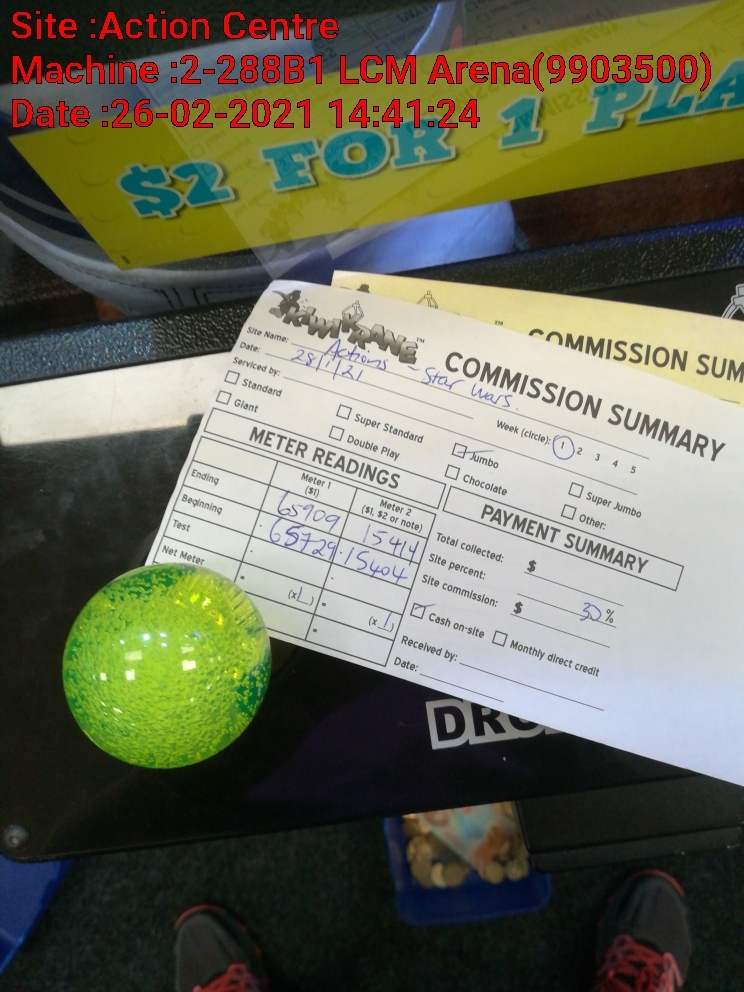 Site :Action Centre
Machine :2-288B1 LCM Arena(9903500)
Date :26-02-2021 14:41:24
$2 FOR 1 PLA
COMMISSION SUM
KIWI KRANE™
COMMISSION SUMMARY
Site Name: Actions - Star Wars
Date: 28/1/21
Serviced by:
Week (circle): 1 2 3 4 5
Standard
Super Standard
Jumbo
Super Jumbo
Giant
Double Play
Chocolate
Other:
METER READINGS
Meter 1 ($1)
Meter 2 ($1, $2 or note)
Ending 65909 15414
Beginning 65729 15404
Test
Net Meter
(x1) (x1)
PAYMENT SUMMARY
Total collected: $
Site percent: 30%
Site commission: $
Cash on-site
Monthly direct credit
Received by:
Date: